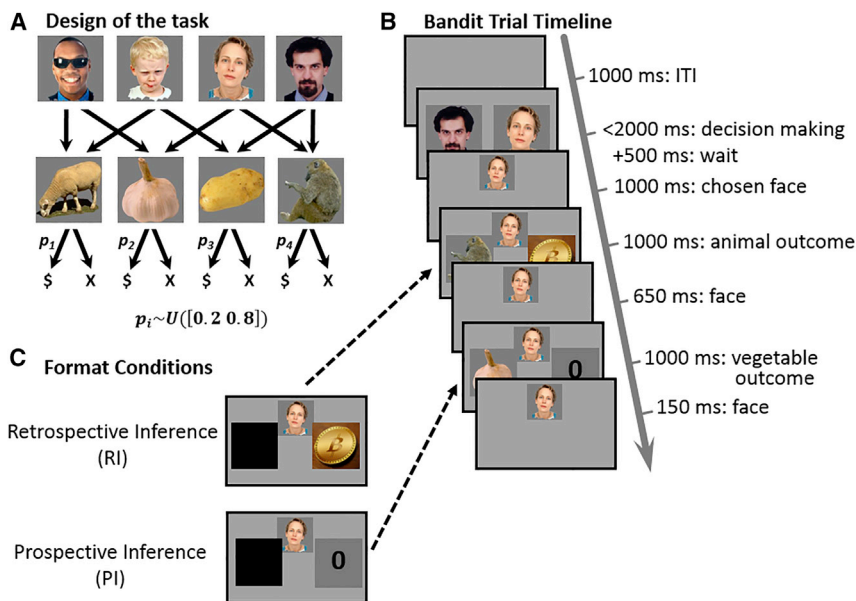 A Design of the task
p1 p2 p3 p4
$ X $ X $ X $ X
pi~U([0.2 0.8])
B Bandit Trial Timeline
1000 ms: ITI
<2000 ms: decision making
+500 ms: wait
1000 ms: chosen face
1000 ms: animal outcome
650 ms: face
1000 ms: vegetable
outcome
0
150 ms: face
C Format Conditions
Retrospective Inference
(RI)
B
Prospective Inference
(PI)
0